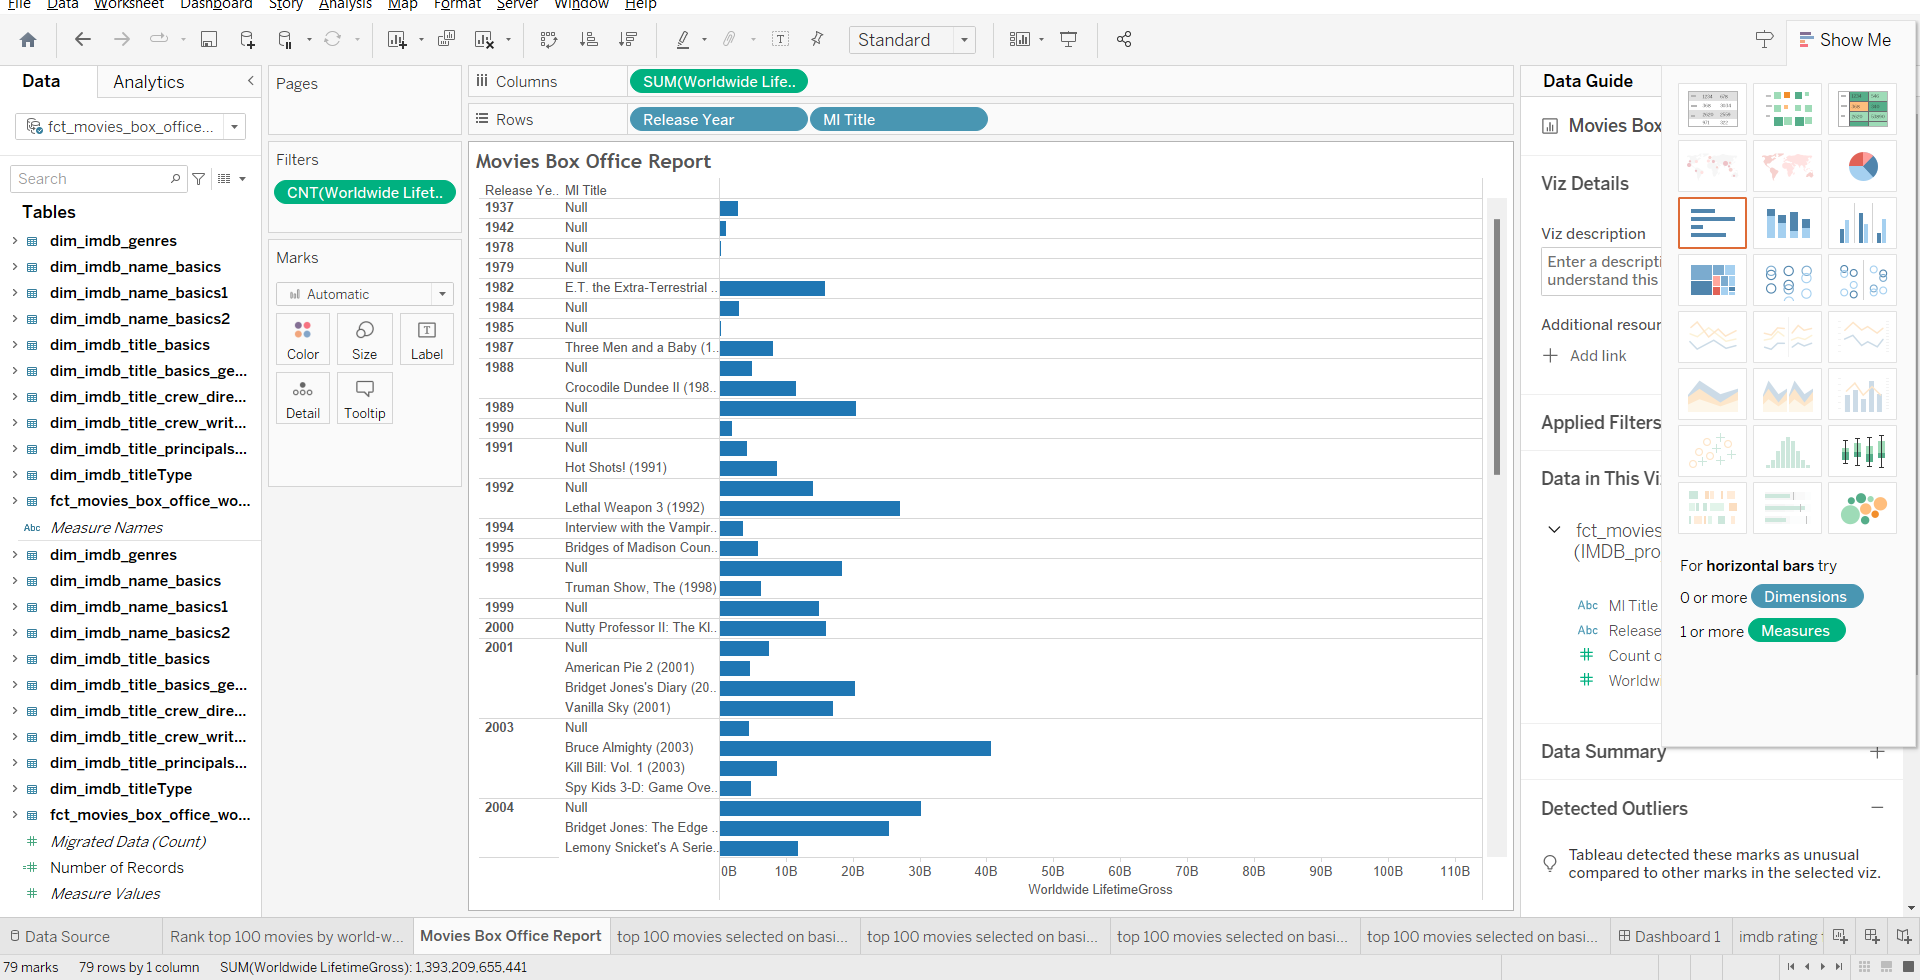 File Data Worksheet Dashboard Story Analysis Map Format Server Window Help
Standard
Show Me
Data Analytics
fct_movies_box_office...
Search
Tables
dim_imdb_genres
dim_imdb_name_basics
dim_imdb_name_basics1
dim_imdb_name_basics2
dim_imdb_title_basics
dim_imdb_title_basics_ge...
dim_imdb_title_crew_dire...
dim_imdb_title_crew_writ...
dim_imdb_title_principals...
dim_imdb_titleType
fct_movies_box_office_wo...
Abc Measure Names
dim_imdb_genres
dim_imdb_name_basics
dim_imdb_name_basics1
dim_imdb_name_basics2
dim_imdb_title_basics
dim_imdb_title_basics_ge...
dim_imdb_title_crew_dire...
dim_imdb_title_crew_writ...
dim_imdb_title_principals...
dim_imdb_titleType
fct_movies_box_office_wo...
Migrated Data (Count)
Number of Records
Measure Values
Pages
Filters
CNT(Worldwide Lifet..
Marks
Automatic
Color Size Label
Detail Tooltip
Columns SUM(Worldwide Life..
Rows Release Year MI Title
Movies Box Office Report
Release Ye.. MI Title
1937 Null
1942 Null
1978 Null
1979 Null
1982 E.T. the Extra-Terrestrial ..
1984 Null
1985 Null
1987 Three Men and a Baby (1..
1988 Null
Crocodile Dundee II (198..
1989 Null
1990 Null
1991 Null
Hot Shots! (1991)
1992 Null
Lethal Weapon 3 (1992)
1994 Interview with the Vampir..
1995 Bridges of Madison Coun..
1998 Null
Truman Show, The (1998)
1999 Null
2000 Nutty Professor II: The Kl..
2001 Null
American Pie 2 (2001)
Bridget Jones's Diary (20..
Vanilla Sky (2001)
2003 Null
Bruce Almighty (2003)
Kill Bill: Vol. 1 (2003)
Spy Kids 3-D: Game Ove..
2004 Null
Bridget Jones: The Edge ..
Lemony Snicket's A Serie..
0B 10B 20B 30B 40B 50B 60B 70B 80B 90B 100B 110B
Worldwide LifetimeGross
Data Guide
Movies Box
Viz Details
Viz description
Enter a descripti
understand this
Additional resour
Add link
Applied Filters
Data in This Vi
fct_movies
(IMDB_pro
Abc MI Title
Abc Release
Count o
Worldwi
Data Summary
Detected Outliers
Tableau detected these marks as unusual
compared to other marks in the selected viz.
For horizontal bars try
0 or more Dimensions
1 or more Measures
Data Source
Rank top 100 movies by world-w...
Movies Box Office Report
top 100 movies selected on basi...
top 100 movies selected on basi...
top 100 movies selected on basi...
top 100 movies selected on basi...
Dashboard 1
imdb rating
79 marks 79 rows by 1 column SUM(Worldwide LifetimeGross): 1,393,209,655,441